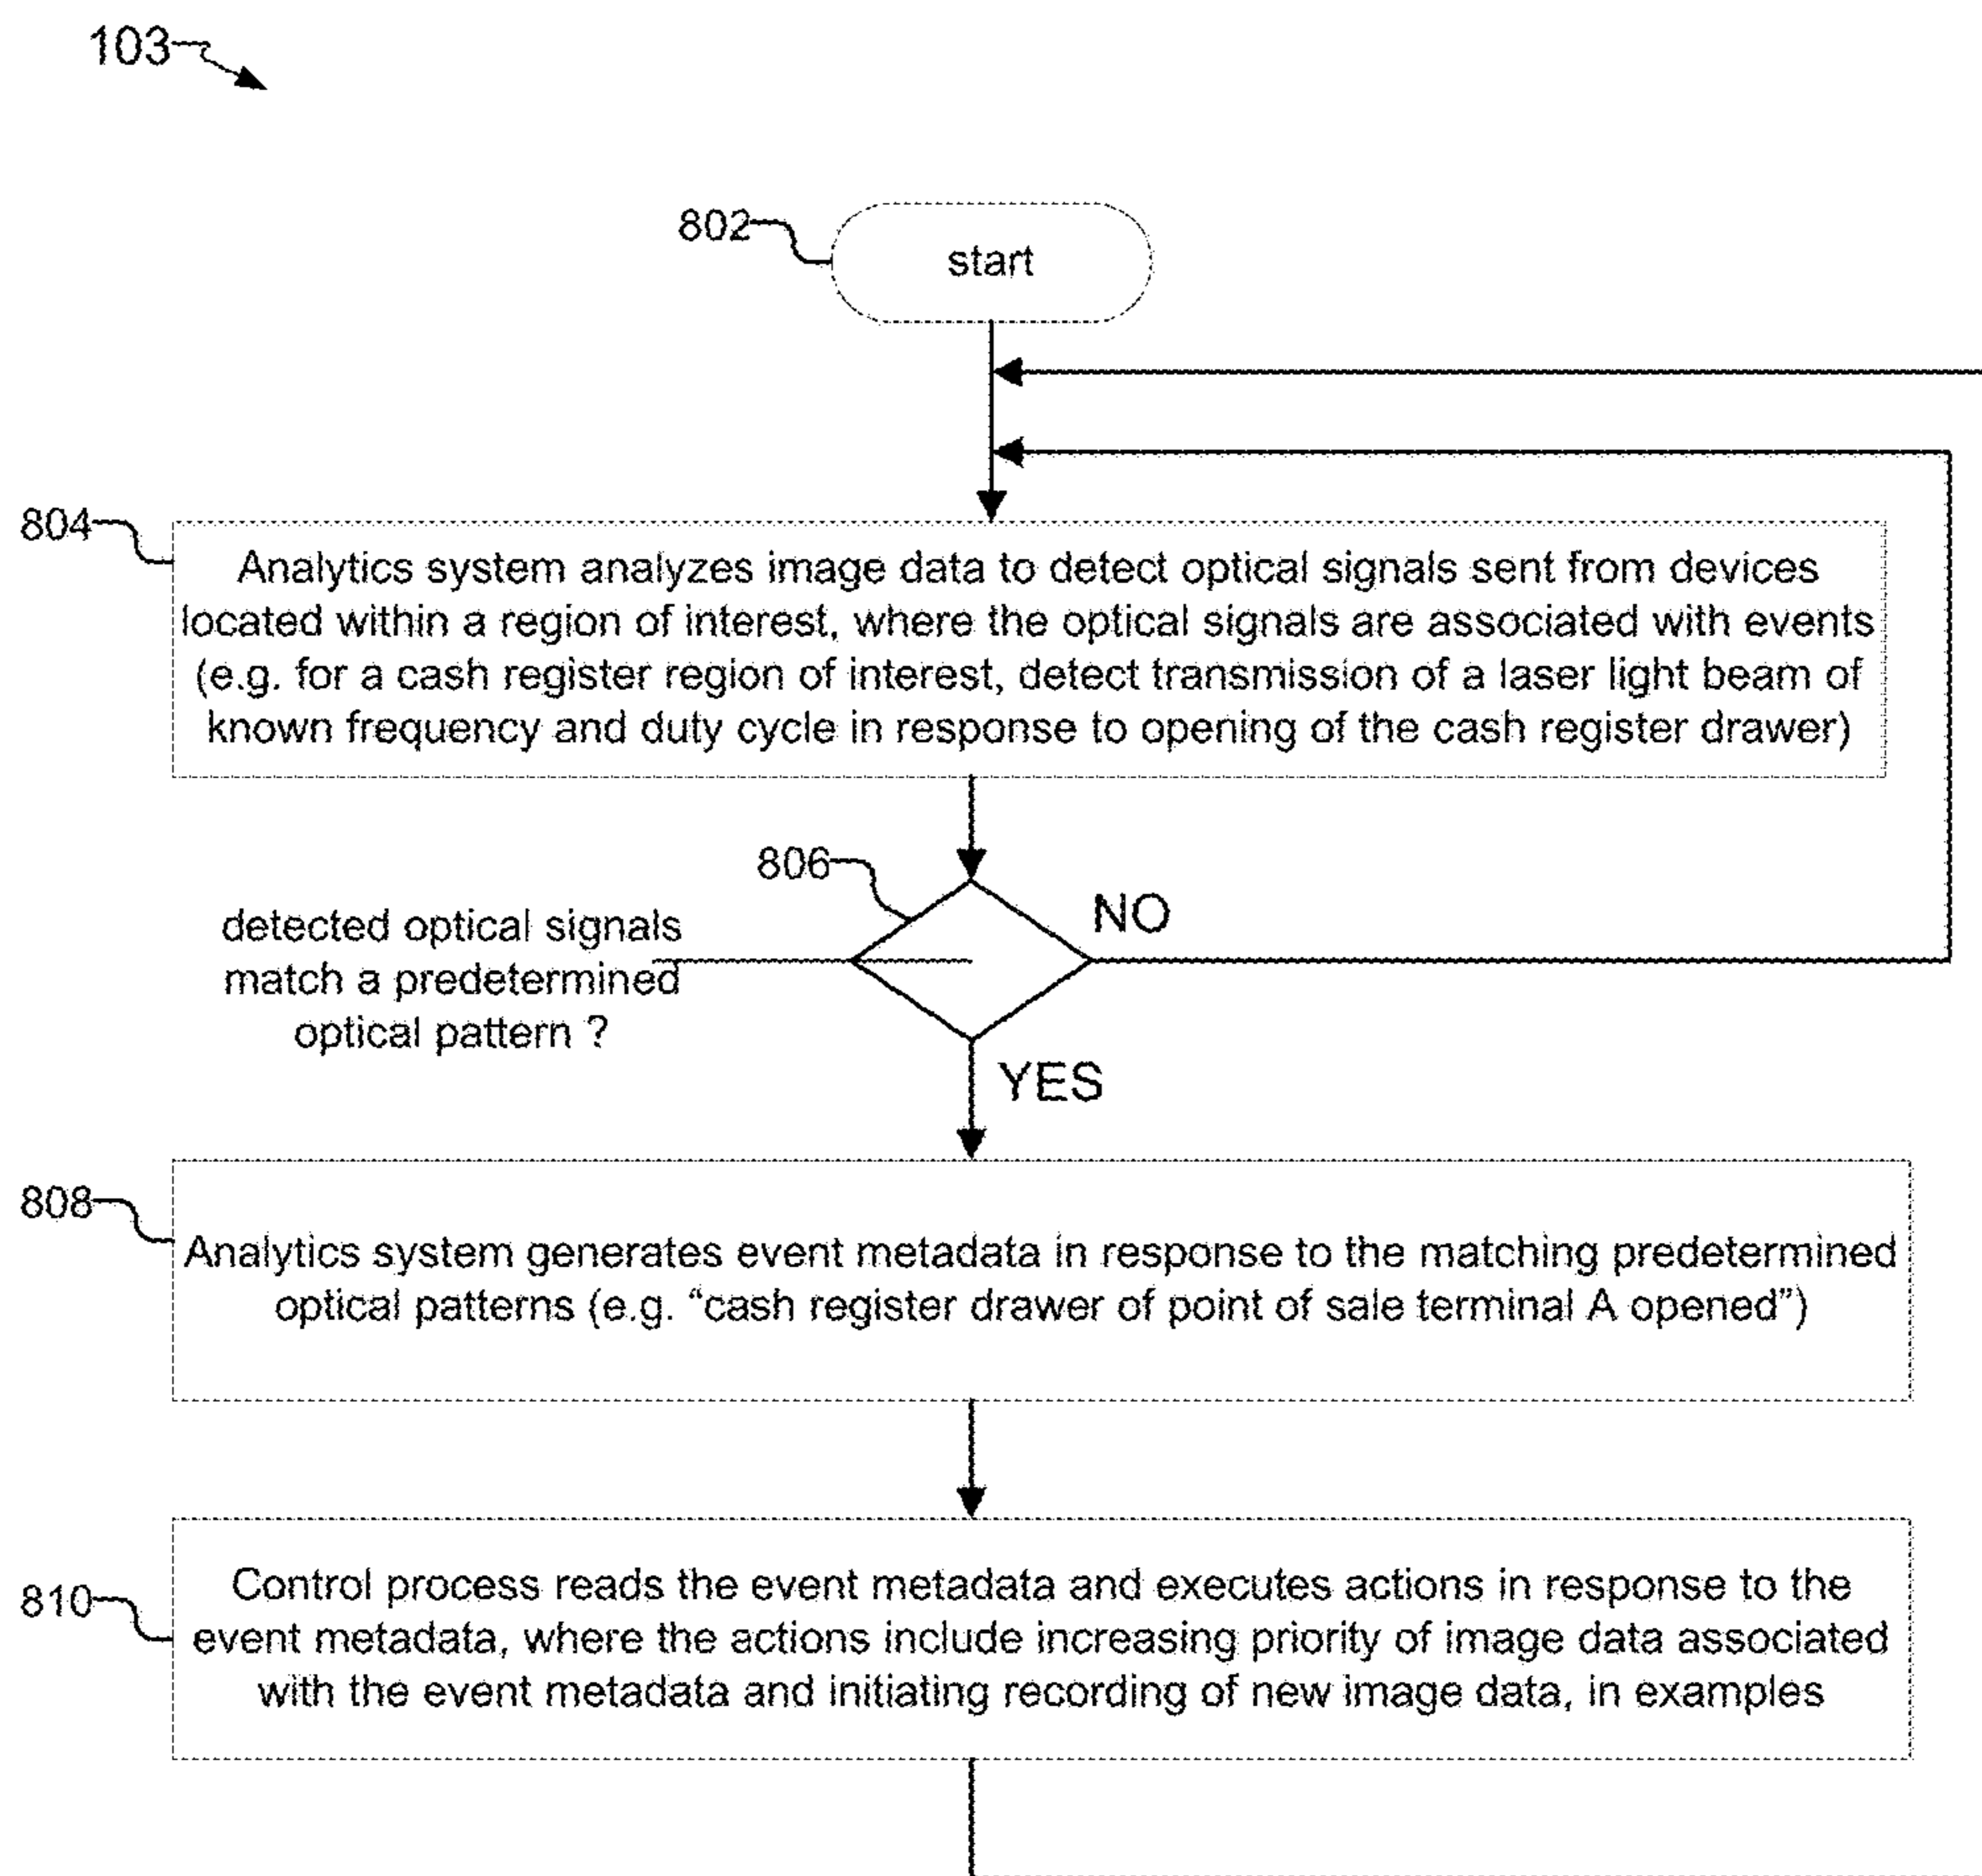 103
802
start
804
Analytics system analyzes image data to detect optical signals sent from devices
located within a region of interest, where the optical signals are associated with events
(e.g. for a cash register region of interest, detect transmission of a laser light beam of
known frequency and duty cycle in response to opening of the cash register drawer)
806
NO
detected optical signals
match a predetermined
optical pattern ?
YES
808
Analytics system generates event metadata in response to the matching predetermined
optical patterns (e.g. “cash register drawer of point of sale terminal A opened”)
810
Control process reads the event metadata and executes actions in response to the
event metadata, where the actions include increasing priority of image data associated
with the event metadata and initiating recording of new image data, in examples